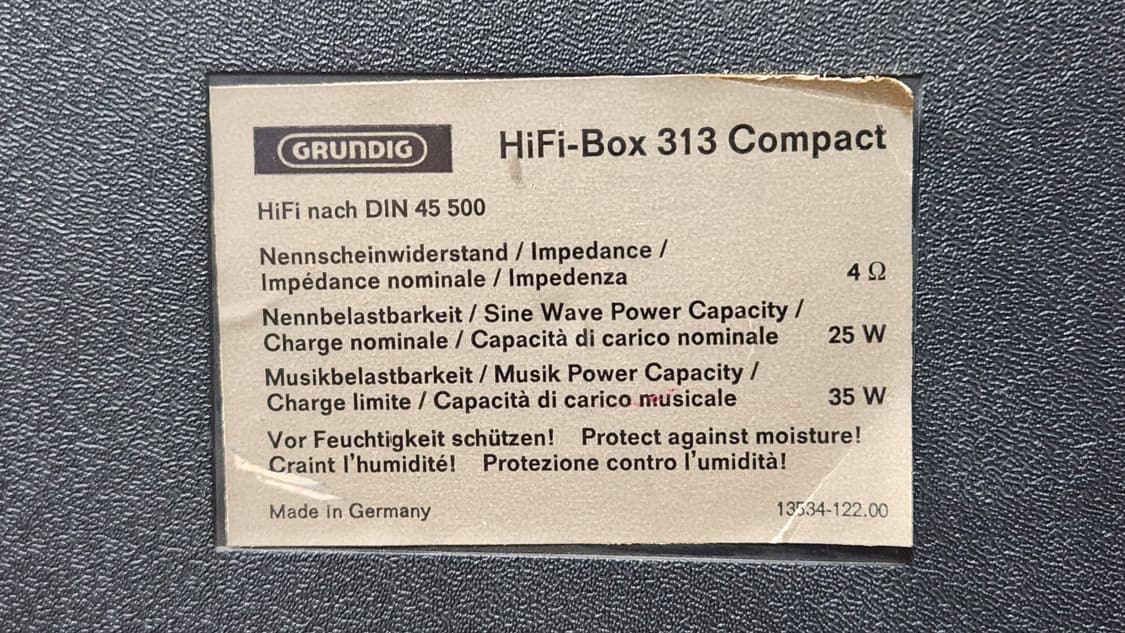 GRUNDIG
HiFi-Box 313 Compact
HiFi nach DIN 45 500
Nennscheinwiderstand / Impedance /
Impédance nominale / Impedenza 4 Ω
Nennbelastbarkeit / Sine Wave Power Capacity /
Charge nominale / Capacità di carico nominale 25 W
Musikbelastbarkeit / Musik Power Capacity /
Charge limite / Capacità di carico musicale 35 W
Vor Feuchtigkeit schützen! Protect against moisture!
Craint l'humidité! Protezione contro l'umidità!
Made in Germany 13534-122.00